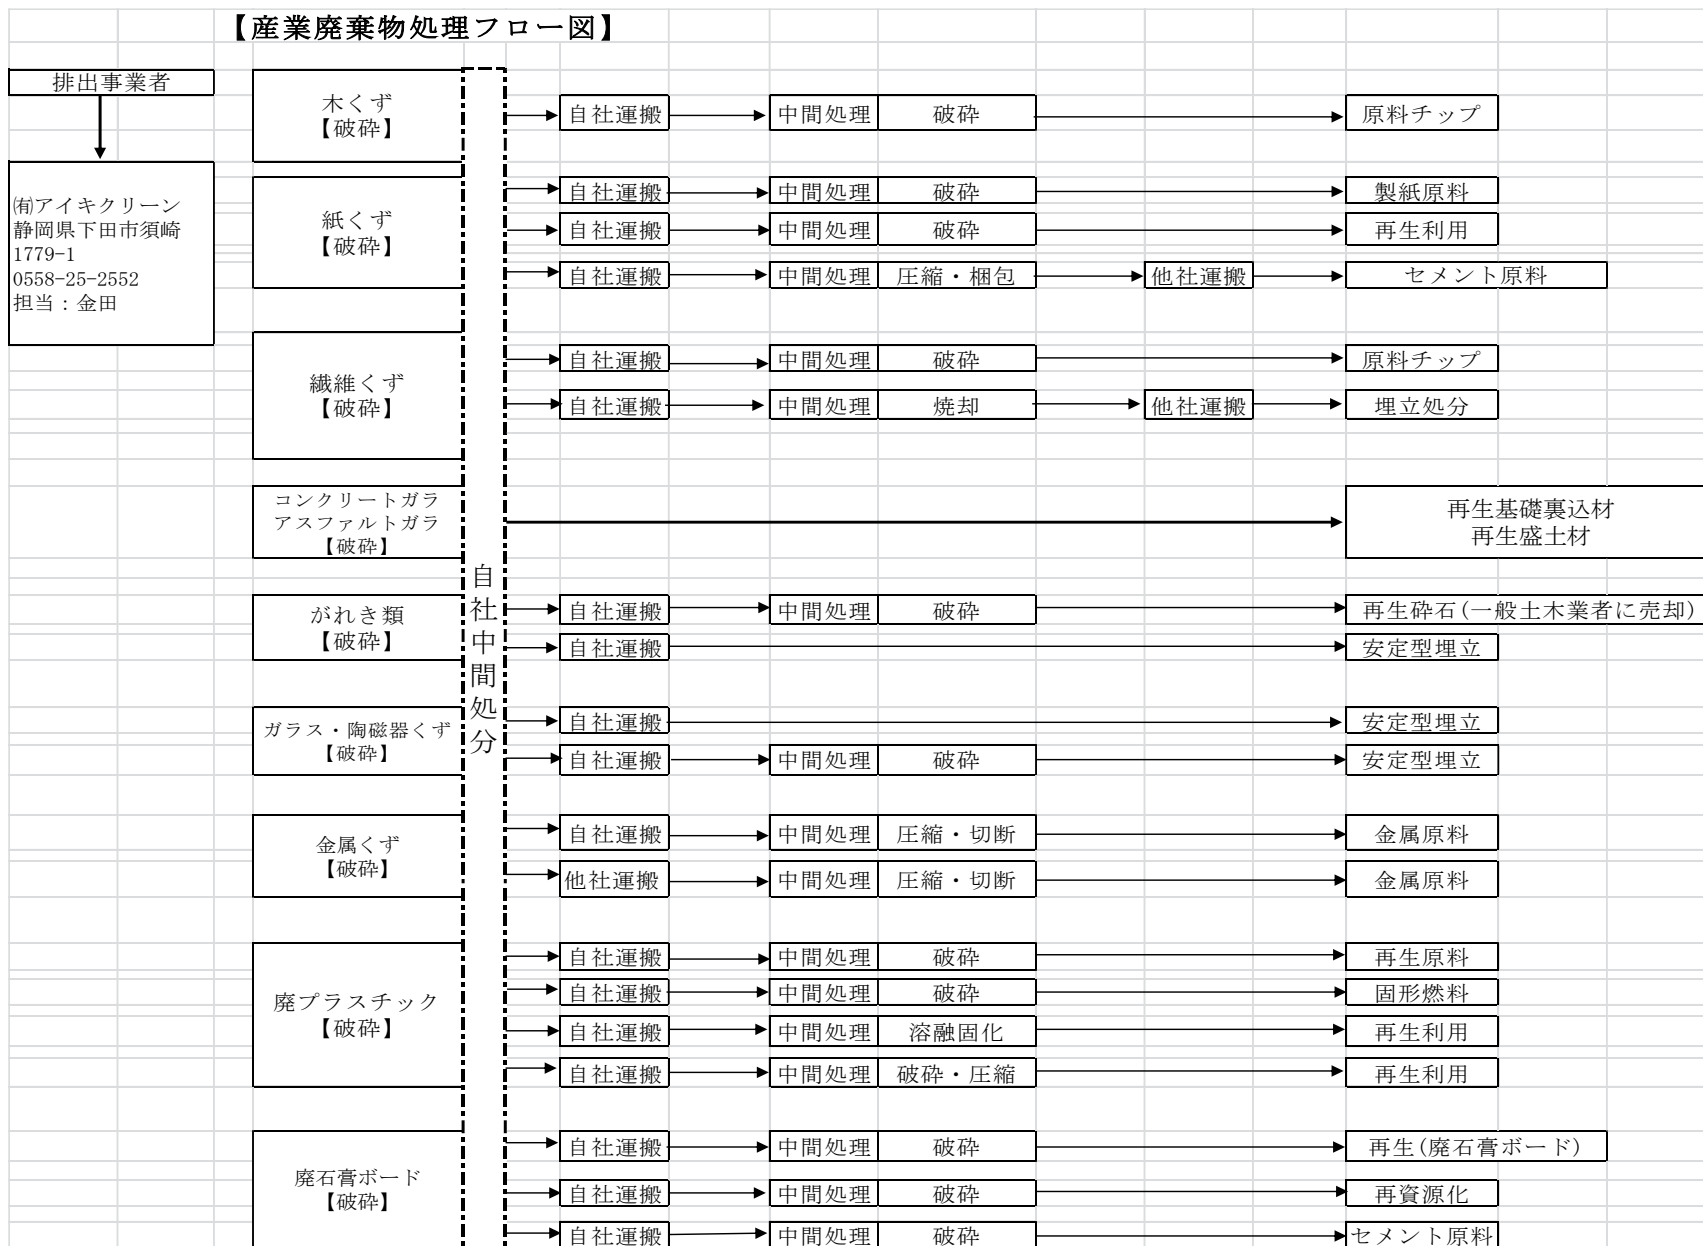 【産業廃棄物処理フロー図】
排出事業者
㈲アイキクリーン
静岡県下田市須崎
1779-1
0558-25-2552
担当：金田
自社中間処分
木くず
【破砕】
自社運搬 中間処理 破砕 原料チップ
紙くず
【破砕】
自社運搬 中間処理 破砕 製紙原料
自社運搬 中間処理 破砕 再生利用
自社運搬 中間処理 圧縮・梱包 他社運搬 セメント原料
繊維くず
【破砕】
自社運搬 中間処理 破砕 原料チップ
自社運搬 中間処理 焼却 他社運搬 埋立処分
コンクリートガラ
アスファルトガラ
【破砕】
再生基礎裏込材
再生盛土材
がれき類
【破砕】
自社運搬 中間処理 破砕 再生砕石(一般土木業者に売却)
自社運搬 安定型埋立
ガラス・陶磁器くず
【破砕】
自社運搬 安定型埋立
自社運搬 中間処理 破砕 安定型埋立
金属くず
【破砕】
自社運搬 中間処理 圧縮・切断 金属原料
他社運搬 中間処理 圧縮・切断 金属原料
廃プラスチック
【破砕】
自社運搬 中間処理 破砕 再生原料
自社運搬 中間処理 破砕 固形燃料
自社運搬 中間処理 溶融固化 再生利用
自社運搬 中間処理 破砕・圧縮 再生利用
廃石膏ボード
【破砕】
自社運搬 中間処理 破砕 再生(廃石膏ボード)
自社運搬 中間処理 破砕 再資源化
自社運搬 中間処理 破砕 セメント原料